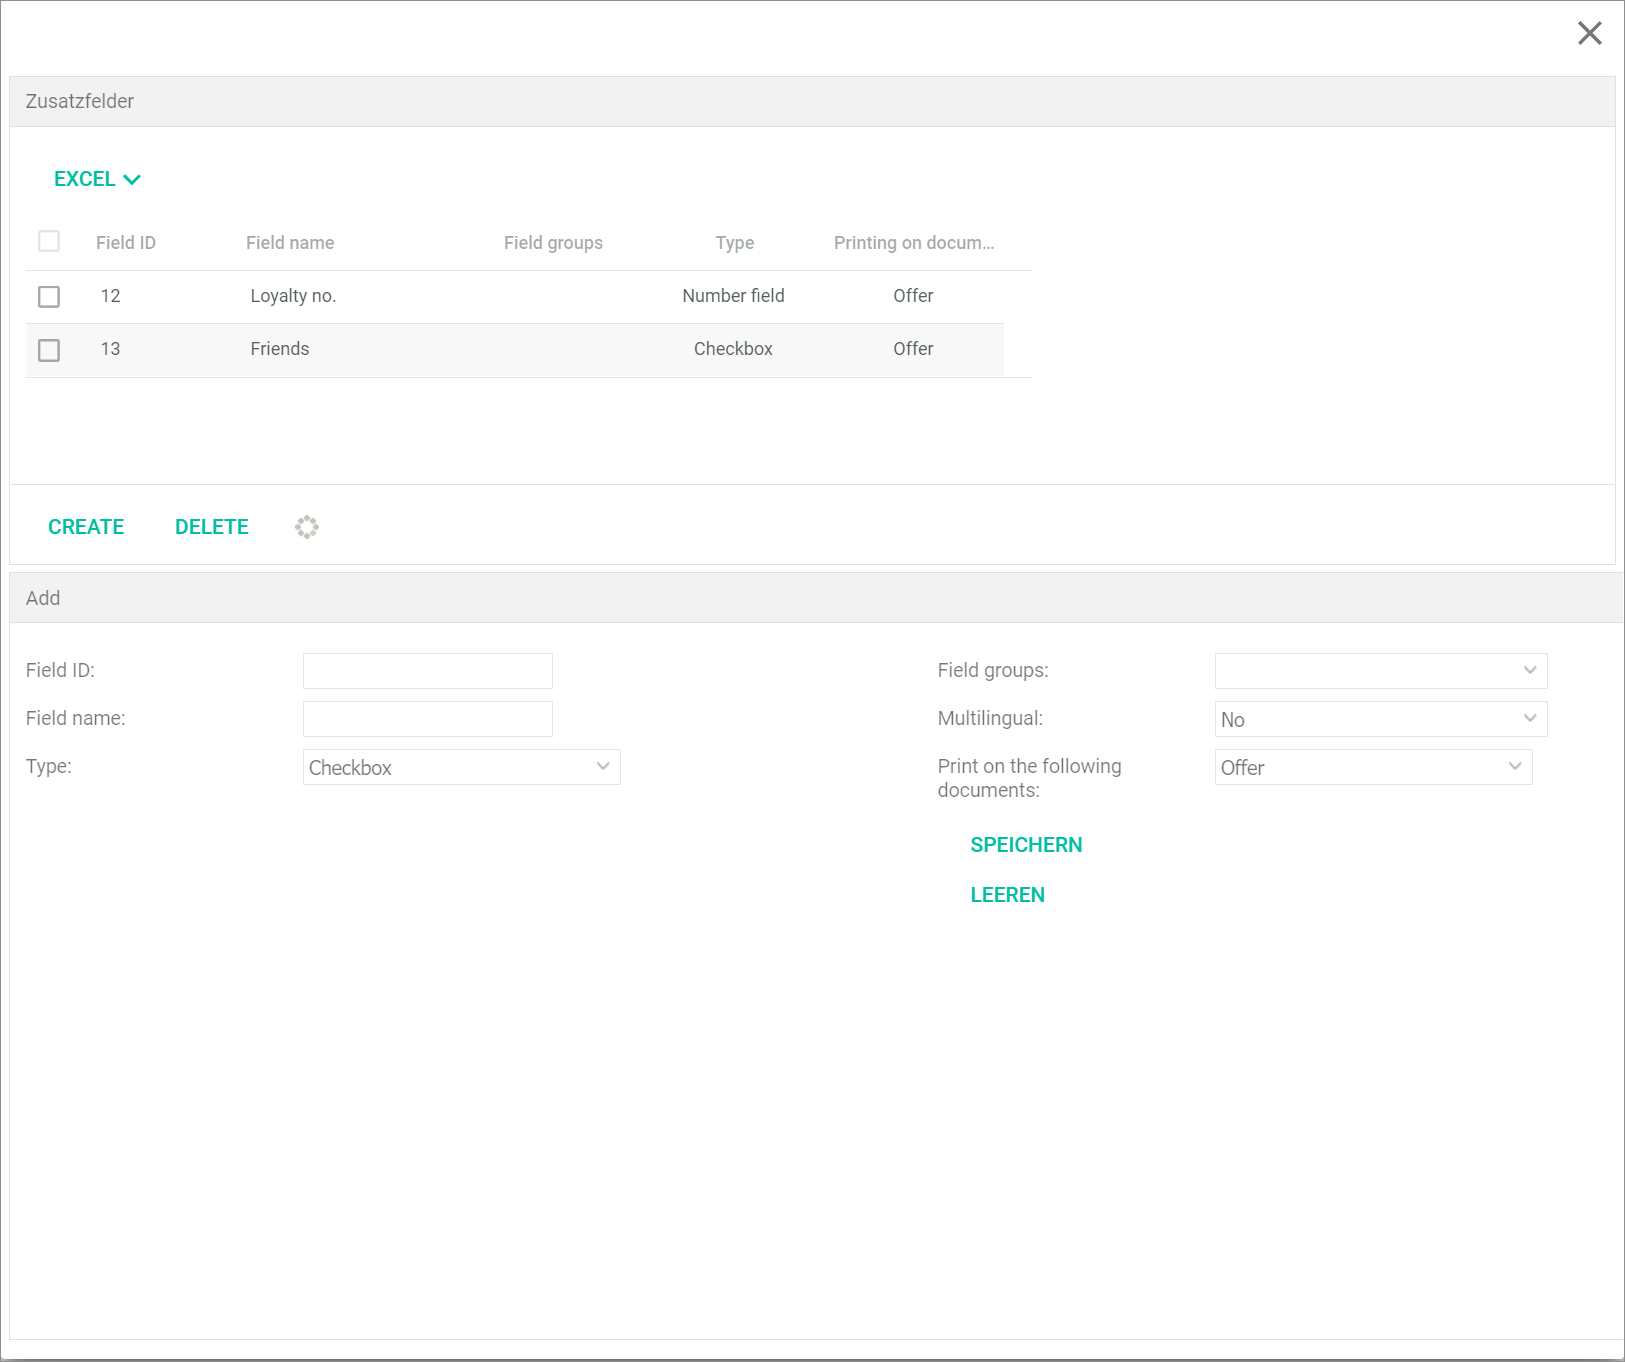 Zusatzfelder
EXCEL
Field ID Field name Field groups Type Printing on docum...
12 Loyalty no. Number field Offer
13 Friends Checkbox Offer
CREATE DELETE
Add
Field ID:
Field name:
Type: Checkbox
Field groups:
Multilingual: No
Print on the following documents: Offer
SPEICHERN
LEEREN